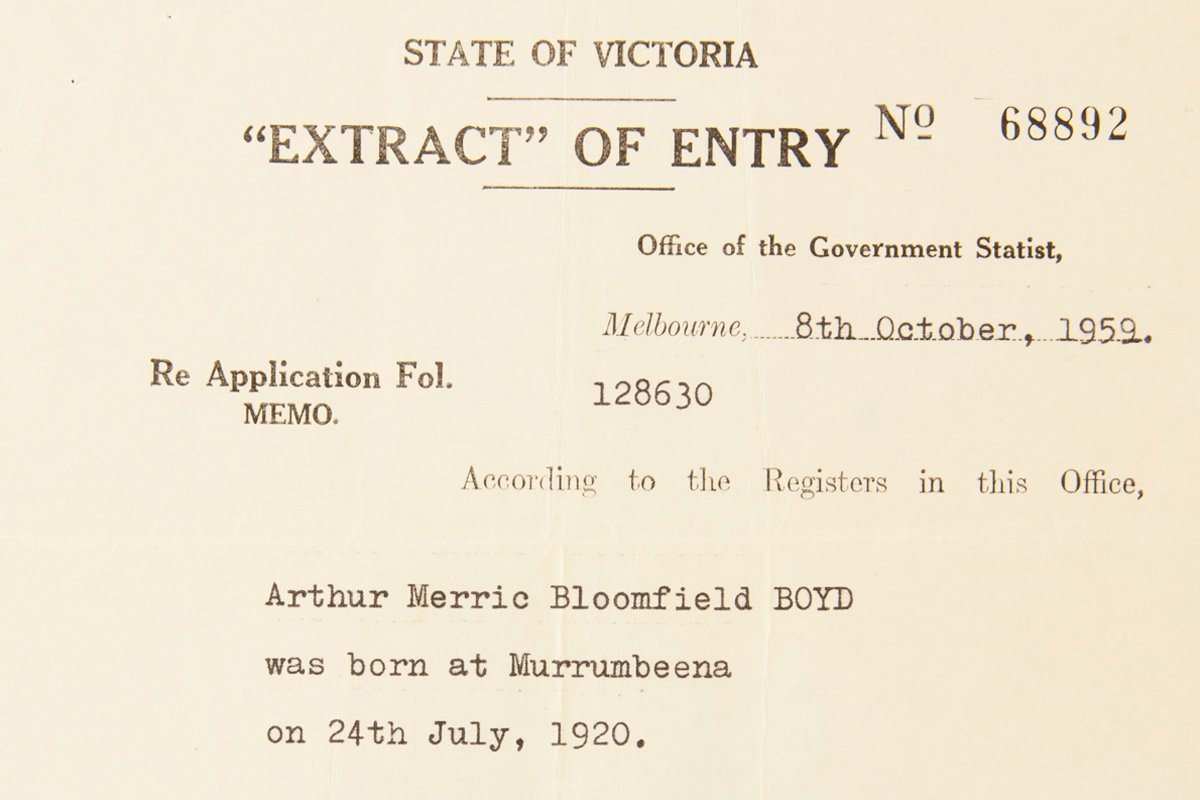 STATE OF VICTORIA
“EXTRACT” OF ENTRY Nº 68892
Office of the Government Statist,
Melbourne, 8th October, 1959.
Re Application Fol. 128630
MEMO.
According to the Registers in this Office,
Arthur Merric Bloomfield BOYD
was born at Murrumbeena
on 24th July, 1920.